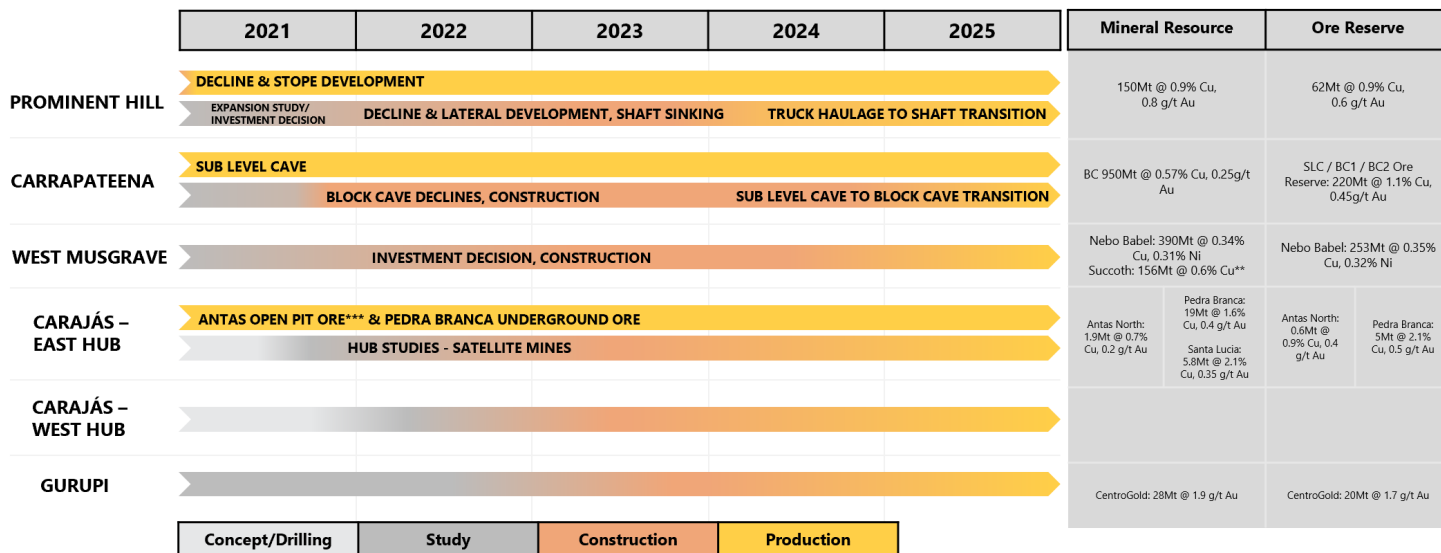 2021 2022 2023 2024 2025 Mineral Resource Ore Reserve
PROMINENT HILL
DECLINE & STOPE DEVELOPMENT
EXPANSION STUDY/
INVESTMENT DECISION
DECLINE & LATERAL DEVELOPMENT, SHAFT SINKING
TRUCK HAULAGE TO SHAFT TRANSITION
150Mt @ 0.9% Cu,
0.8 g/t Au
62Mt @ 0.9% Cu,
0.6 g/t Au
CARRAPATEENA
SUB LEVEL CAVE
BLOCK CAVE DECLINES, CONSTRUCTION
SUB LEVEL CAVE TO BLOCK CAVE TRANSITION
BC 950Mt @ 0.57% Cu, 0.25g/t
Au
SLC / BC1 / BC2 Ore
Reserve: 220Mt @ 1.1% Cu,
0.45g/t Au
WEST MUSGRAVE
INVESTMENT DECISION, CONSTRUCTION
Nebo Babel: 390Mt @ 0.34%
Cu, 0.31% Ni
Succoth: 156Mt @ 0.6% Cu**
Nebo Babel: 253Mt @ 0.35%
Cu, 0.32% Ni
CARAJÁS –
EAST HUB
ANTAS OPEN PIT ORE*** & PEDRA BRANCA UNDERGROUND ORE
HUB STUDIES - SATELLITE MINES
Antas North:
1.9Mt @ 0.7%
Cu, 0.2 g/t Au
Pedra Branca:
19Mt @ 1.6%
Cu, 0.4 g/t Au
Santa Lucia:
5.8Mt @ 2.1%
Cu, 0.35 g/t Au
Antas North:
0.6Mt @
0.9% Cu, 0.4
g/t Au
Pedra Branca:
5Mt @ 2.1%
Cu, 0.5 g/t Au
CARAJÁS –
WEST HUB
GURUPI
CentroGold: 28Mt @ 1.9 g/t Au
CentroGold: 20Mt @ 1.7 g/t Au
Concept/Drilling Study Construction Production